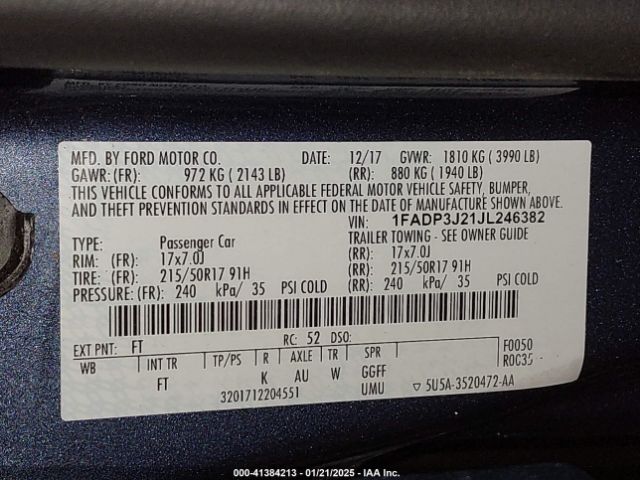 MFD. BY FORD MOTOR CO. DATE: 12/17 GVWR: 1810 KG ( 3990 LB)
GAWR: (FR): 972 KG ( 2143 LB) (RR): 880 KG ( 1940 LB)
THIS VEHICLE CONFORMS TO ALL APPLICABLE FEDERAL MOTOR VEHICLE SAFETY, BUMPER,
AND THEFT PREVENTION STANDARDS IN EFFECT ON THE DATE OF MANUFACTURE SHOWN ABOVE.
VIN: 1FADP3J21JL246382
TYPE: Passenger Car TRAILER TOWING - SEE OWNER GUIDE
RIM: (FR): 17x7.0J (RR): 17x7.0J
TIRE: (FR): 215/50R17 91H (RR): 215/50R17 91H
PRESSURE: (FR): 240 kPa/ 35 PSI COLD (RR): 240 kPa/ 35 PSI COLD
EXT PNT: FT RC: 52 DSO: F0050
WB INT TR TP/PS R AXLE TR SPR R0C35
FT K AU W GGFF
3201712204551 UMU ▽ 5U5A-3520472-AA
000-41384213 - 01/21/2025 - IAA Inc.